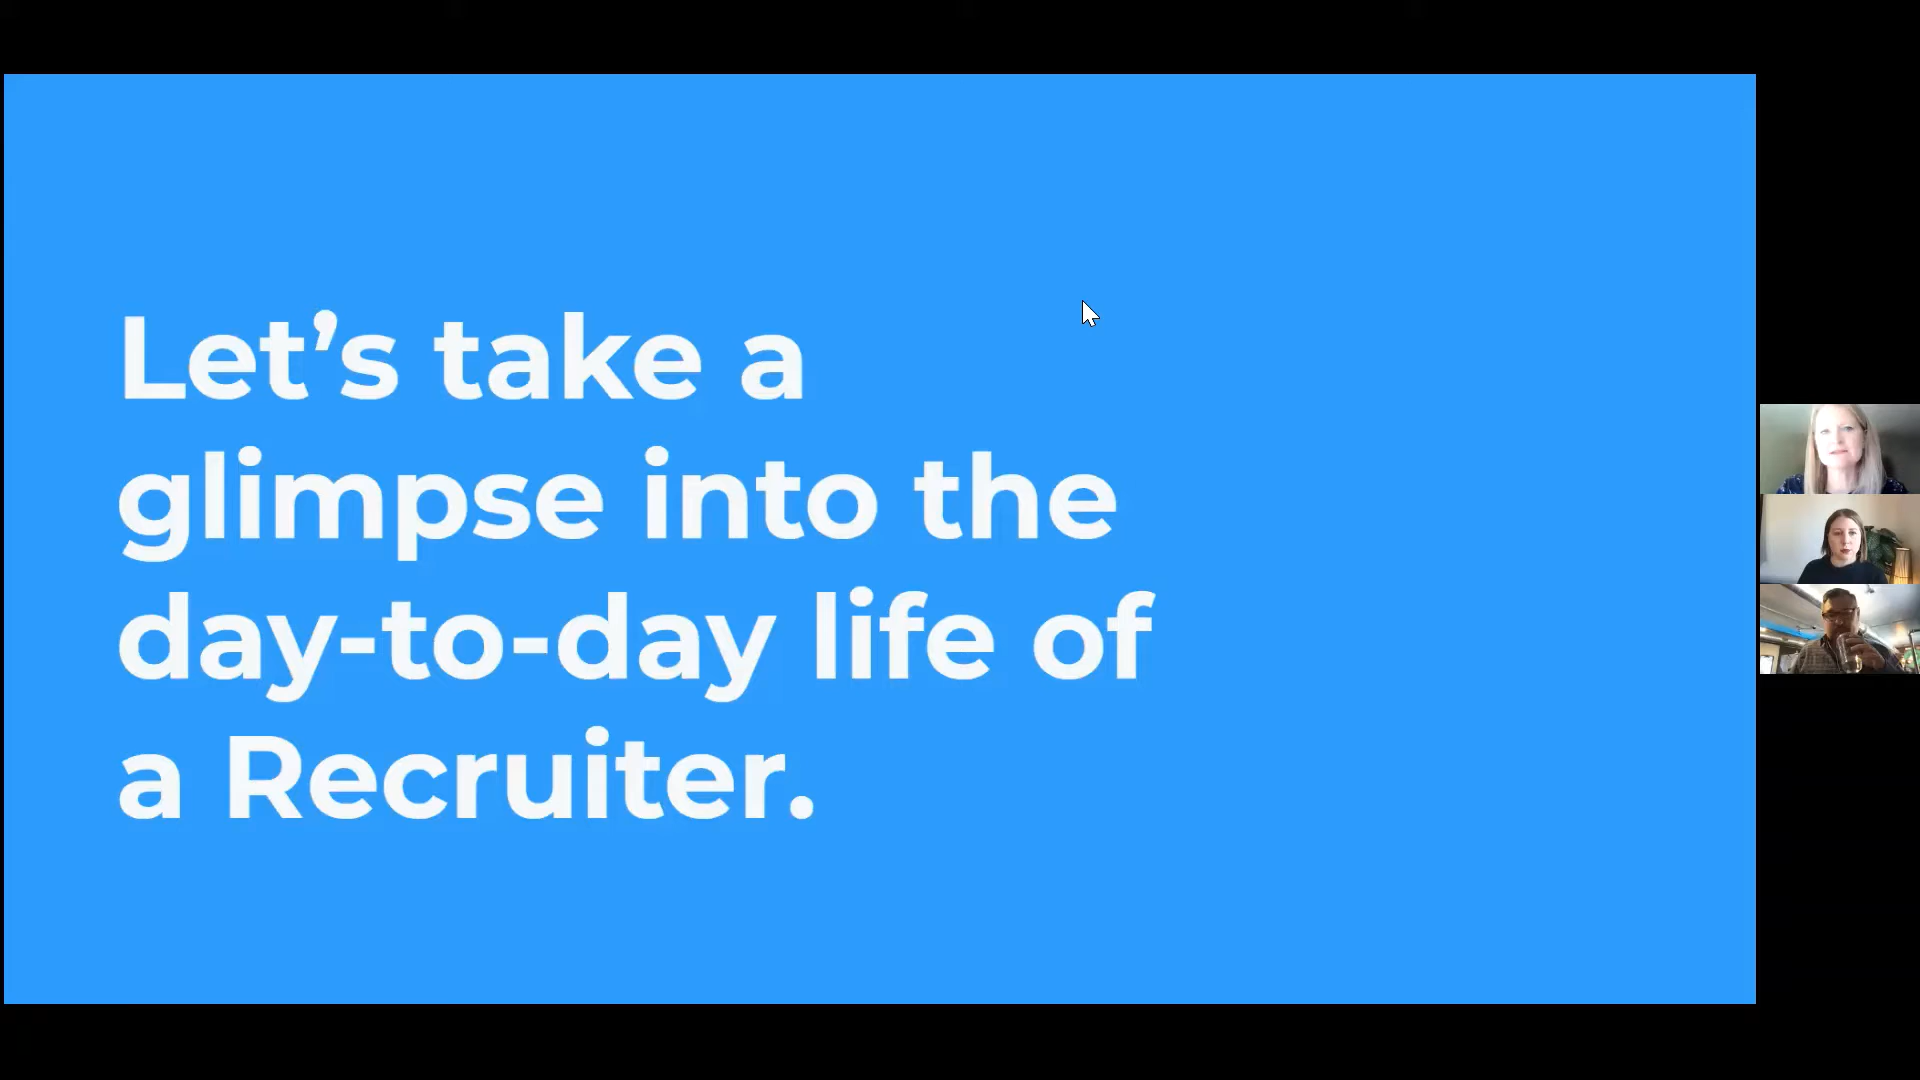 Let’s take a
glimpse into the
day-to-day life of
a Recruiter.